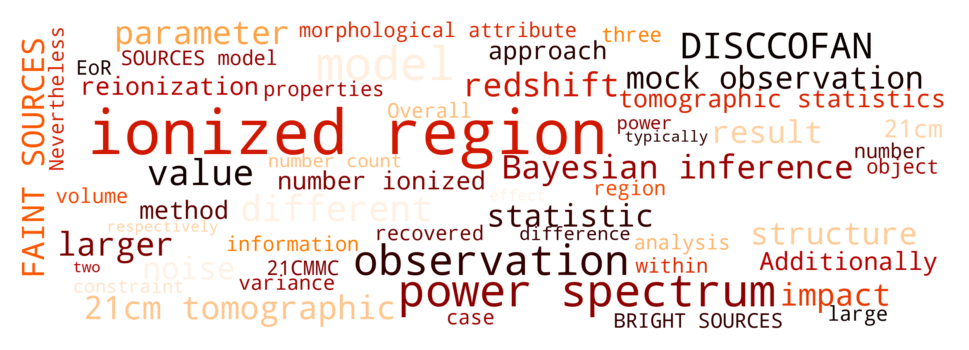 FAINT SOURCES
Nevertheless
parameter
morphological attribute
three
DISCCOFAN
EoR
SOURCES model
model
approach
reionization
properties
redshift
mock observation
Overall
tomographic statistics
ionized region
power
typically
result
21cm
number
number count
value
number ionized
Bayesian inference
object
volume
method
different
region
statistic
respectively
effect
larger
information
recovered
difference
analysis
structure
two
noise
21CMMC
observation
within
Additionally
constraint
variance
power spectrum
impact
21cm tomographic
case
BRIGHT SOURCES
large